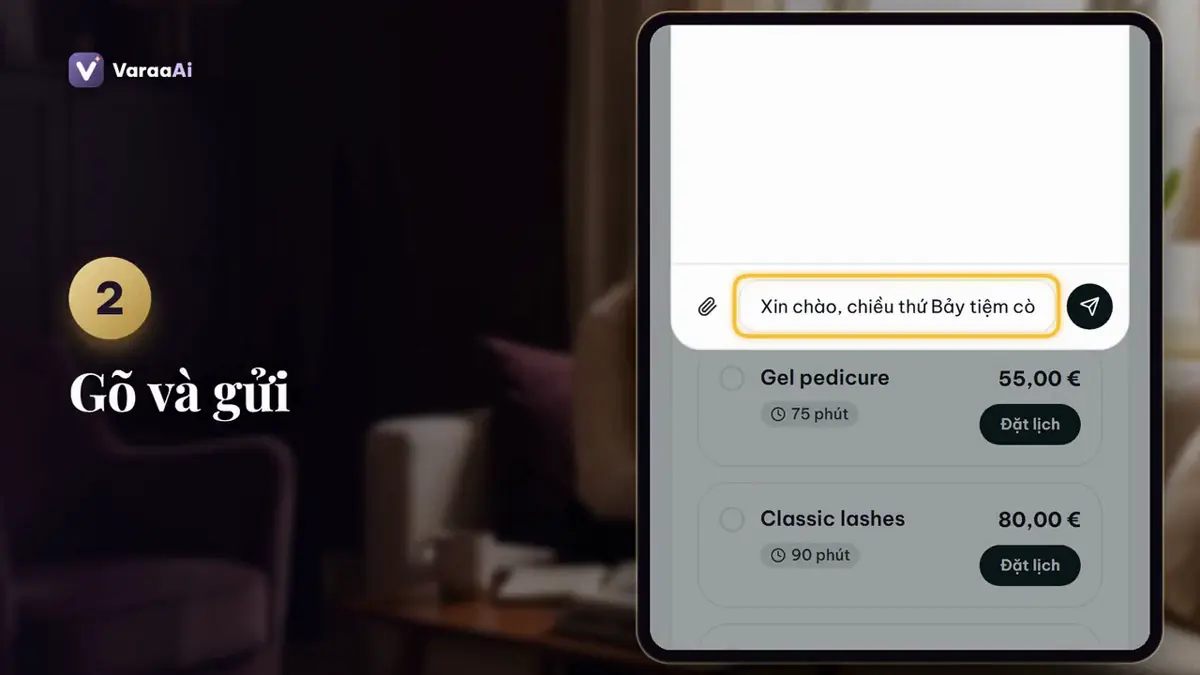 VaraaAi
2
Gõ và gửi
Xin chào, chiều thứ Bảy tiệm cò
Gel pedicure
55,00 €
75 phút
Đặt lịch
Classic lashes
80,00 €
90 phút
Đặt lịch